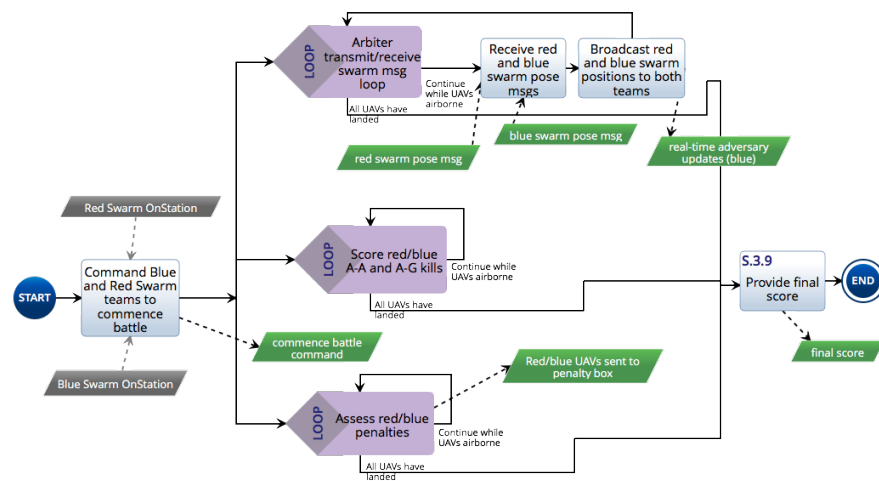 LOOP
Arbiter
transmit/receive
swarm msg
loop
Continue
while UAVs
airborne
All UAVs have
landed
Receive red
and blue
swarm pose
msgs
Broadcast red
and blue swarm
positions to both
teams
red swarm pose msg
blue swarm pose msg
real-time adversary
updates (blue)
Red Swarm OnStation
START
Command Blue
and Red Swarm
teams to
commence
battle
Blue Swarm OnStation
commence battle
command
LOOP
Score red/blue
A-A and A-G kills
Continue while
UAVs airborne
All UAVs have
landed
S.3.9
Provide final
score
END
final score
Red/blue UAVs sent to
penalty box
LOOP
Assess red/blue
penalties
Continue while
UAVs airborne
All UAVs have
landed